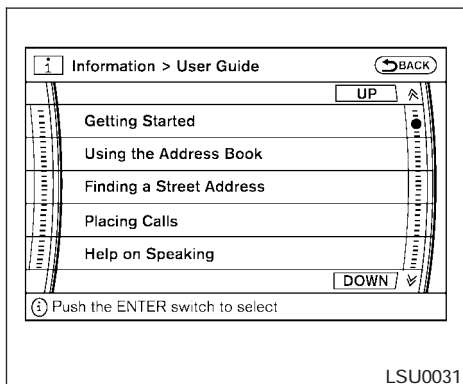 i Information > User Guide BACK
UP
Getting Started
Using the Address Book
Finding a Street Address
Placing Calls
Help on Speaking
DOWN
i Push the ENTER switch to select
LSU0031